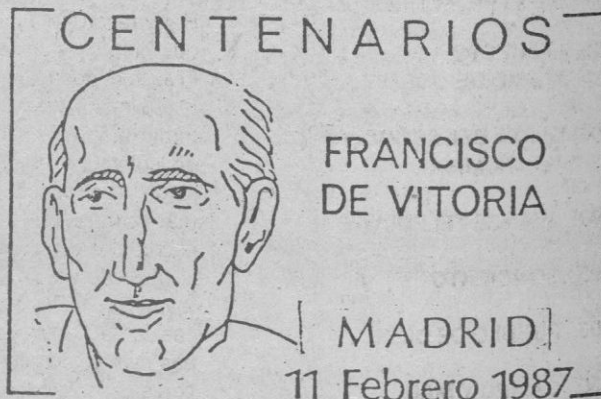 CENTENARIOS
FRANCISCO
DE VITORIA
MADRID
11 Febrero 1987